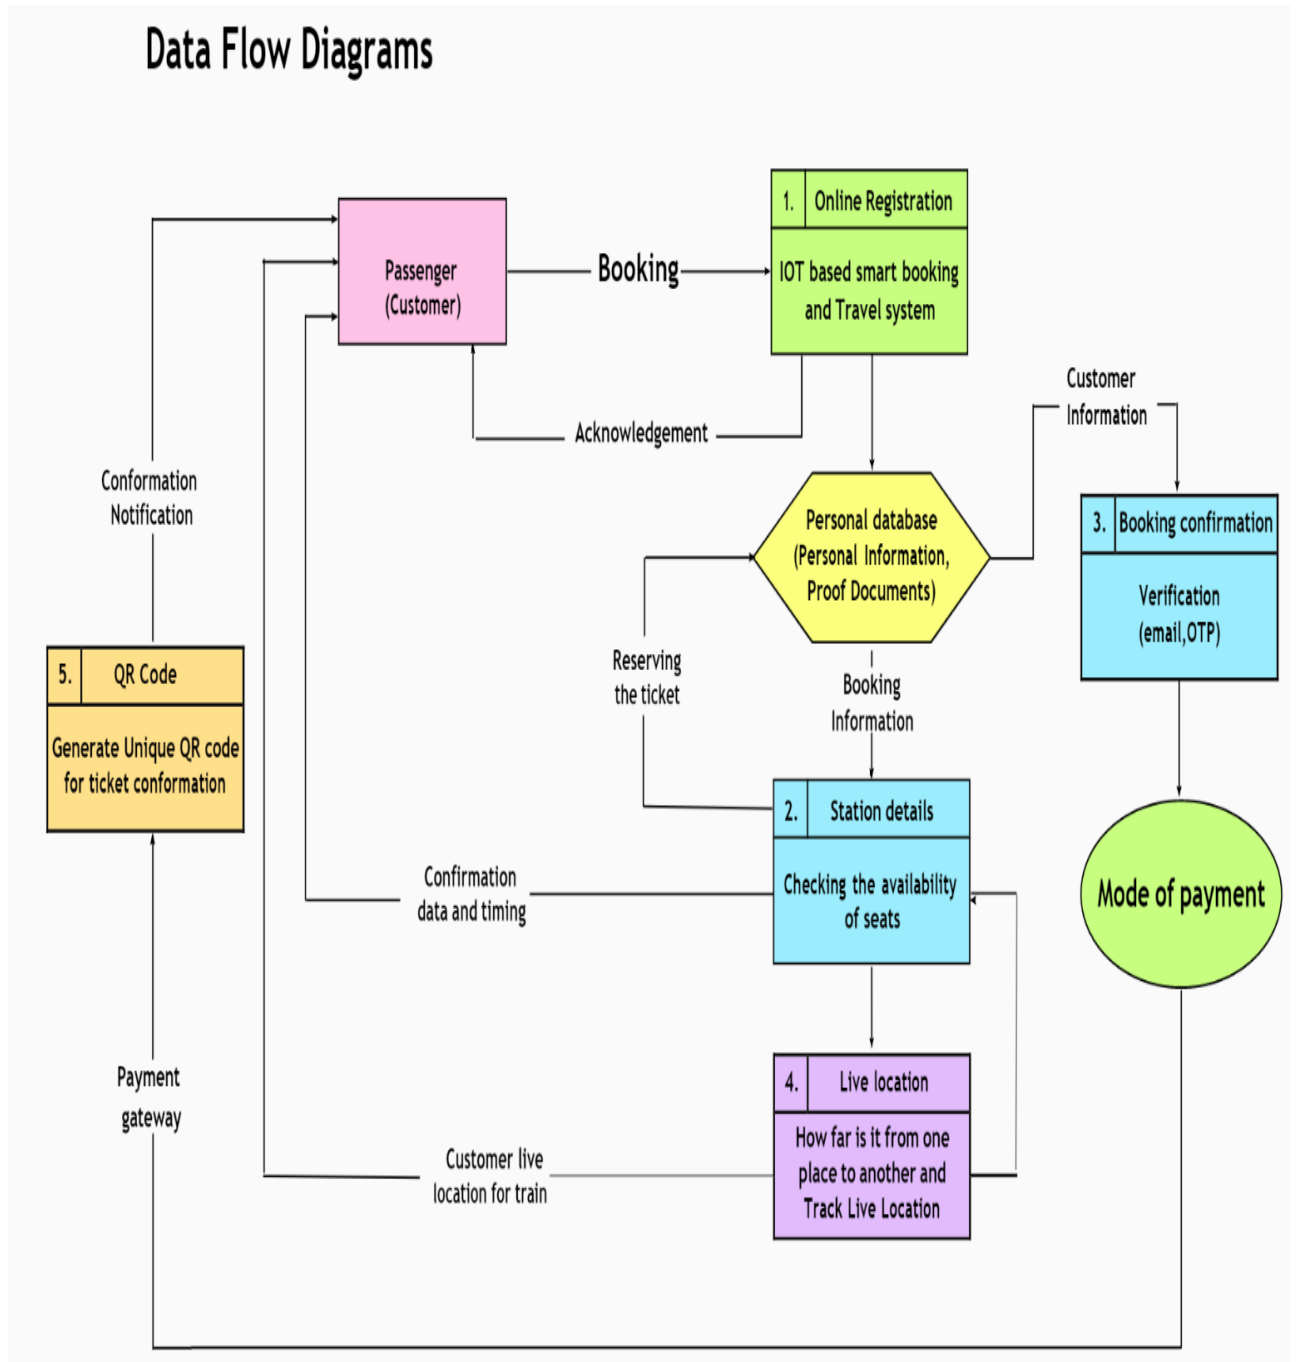 Data Flow Diagrams
Passenger
(Customer)
Booking
1. Online Registration
IOT based smart booking
and Travel system
Acknowledgement
Customer
Information
Conformation
Notification
Personal database
(Personal Information,
Proof Documents)
3. Booking confirmation
Verification
(email,OTP)
Reserving
the ticket
Booking
Information
5. QR Code
Generate Unique QR code
for ticket conformation
2. Station details
Checking the availability
of seats
Confirmation
data and timing
Mode of payment
Payment
gateway
4. Live location
How far is it from one
place to another and
Track Live Location
Customer live
location for train